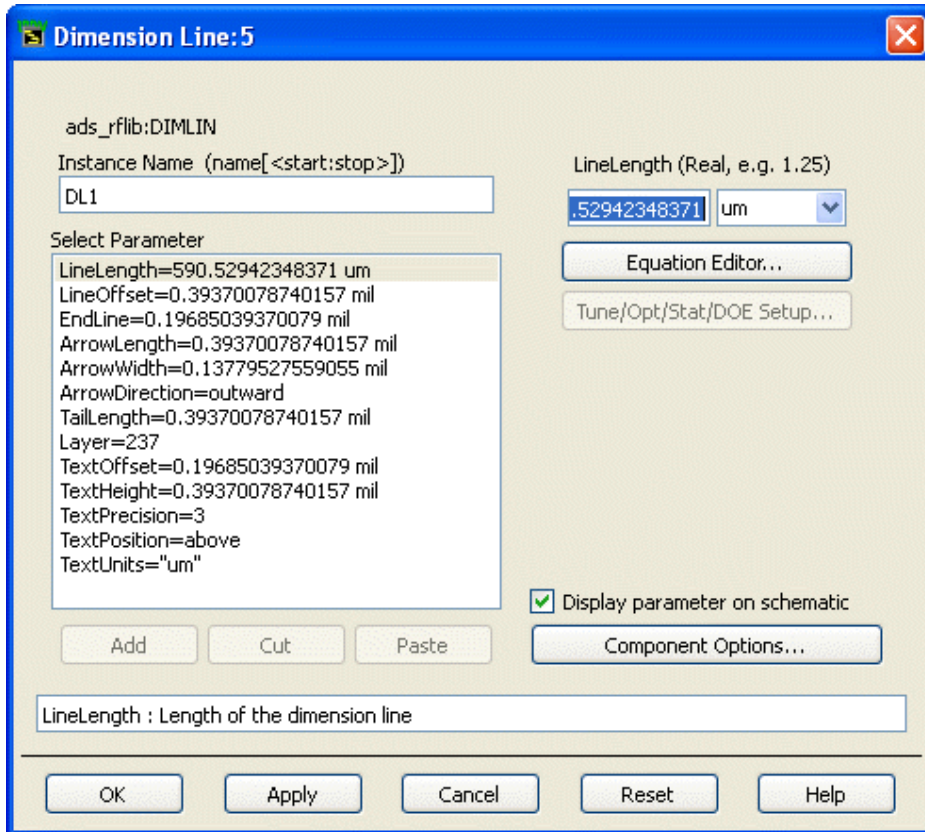 Dimension Line:5
ads_rflib:DIMLIN
Instance Name (name[<start:stop>])
DL1
LineLength (Real, e.g. 1.25)
.52942348371 um
Select Parameter
LineLength=590.52942348371 um
LineOffset=0.39370078740157 mil
EndLine=0.19685039370079 mil
ArrowLength=0.39370078740157 mil
ArrowWidth=0.13779527559055 mil
ArrowDirection=outward
TailLength=0.39370078740157 mil
Layer=237
TextOffset=0.19685039370079 mil
TextHeight=0.39370078740157 mil
TextPrecision=3
TextPosition=above
TextUnits="um"
Equation Editor...
Tune/Opt/Stat/DOE Setup...
Display parameter on schematic
Add Cut Paste
Component Options...
LineLength : Length of the dimension line
OK Apply Cancel Reset Help